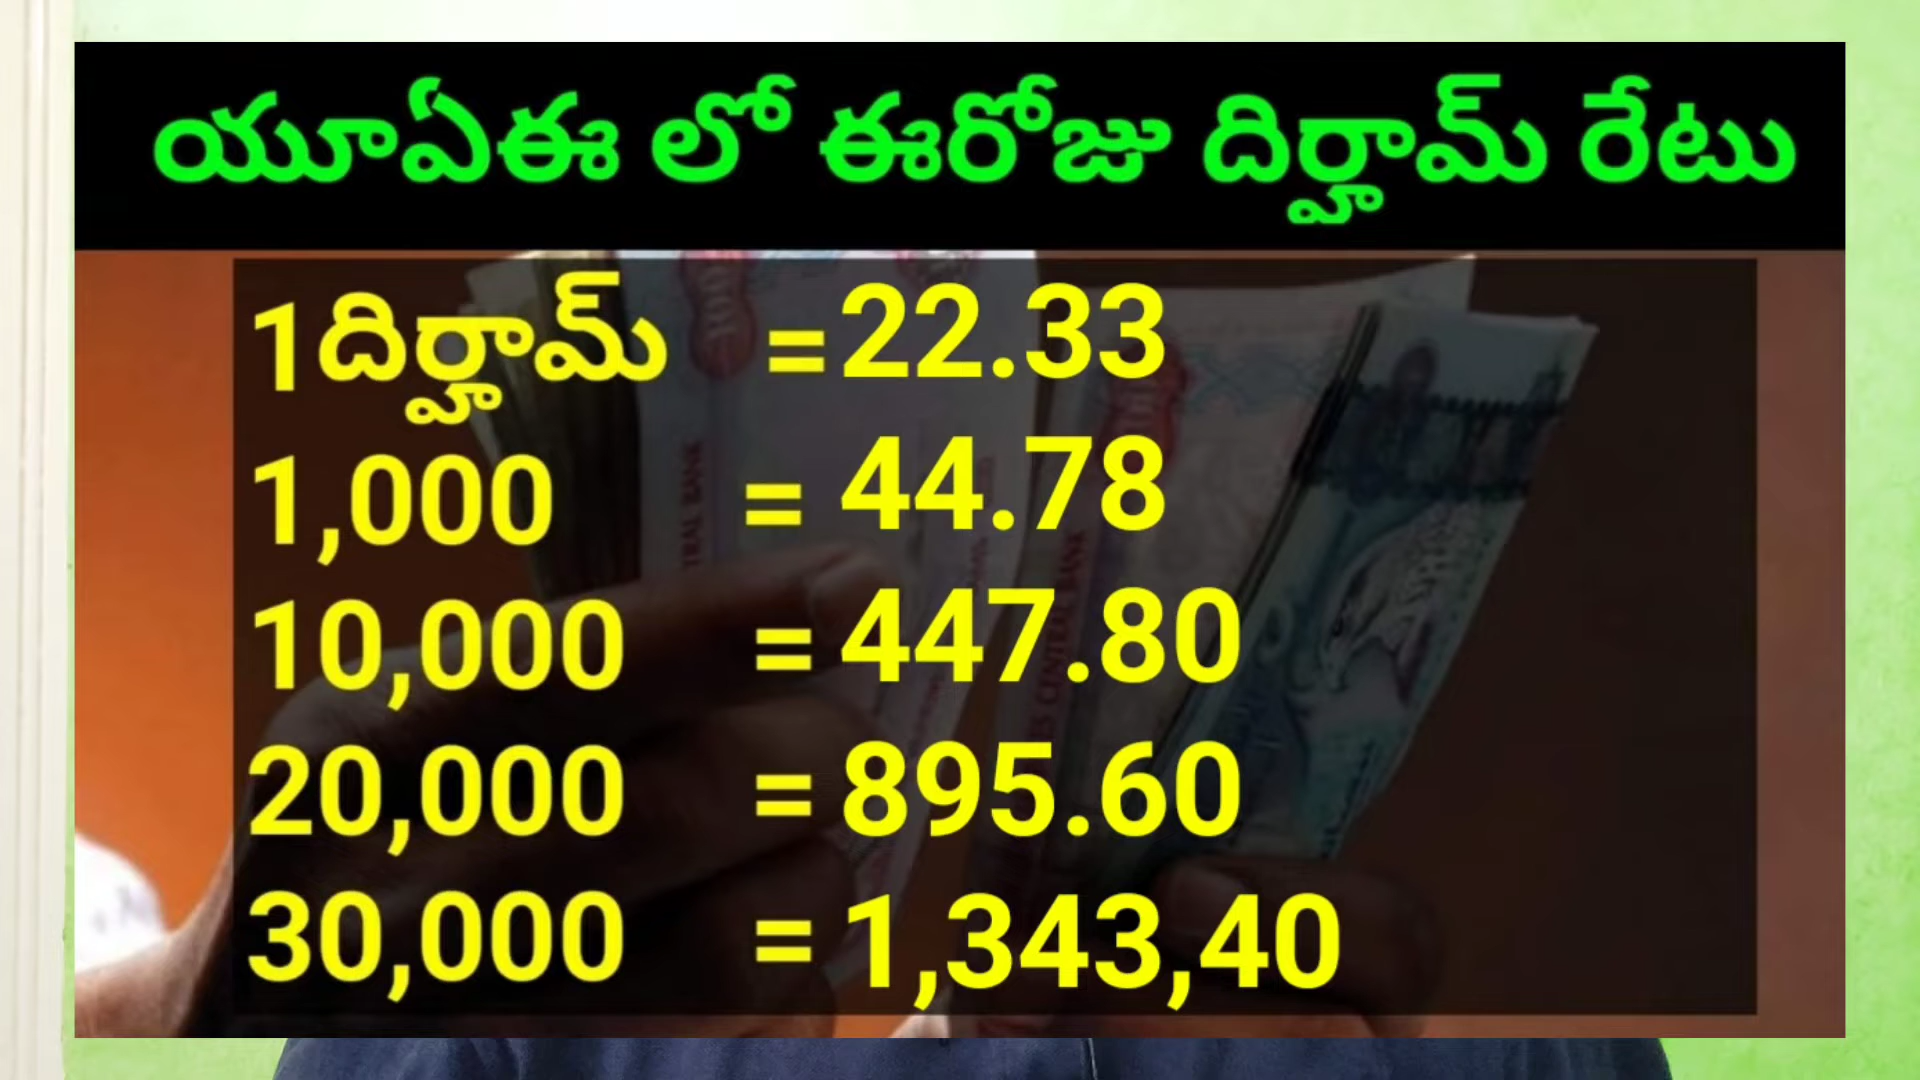 యూఏఈ లో ఈరోజు దిర్హామ్ రేటు
1దిర్హామ్ =22.33
1,000 = 44.78
10,000 =447.80
20,000 =895.60
30,000 =1,343,40